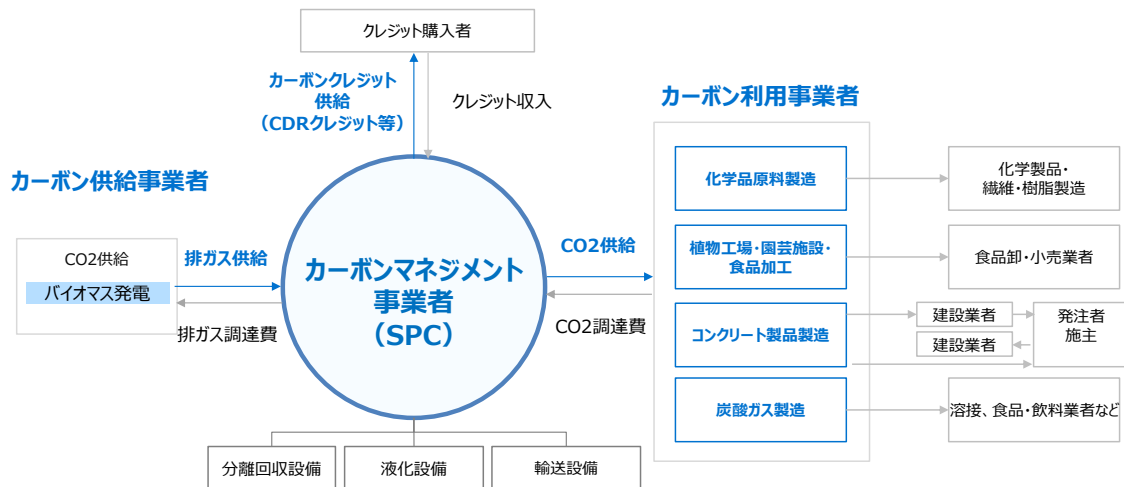 クレジット購入者
カーボンクレジット
供給
（CDRクレジット等）
クレジット収入
カーボン供給事業者
CO2供給
バイオマス発電
排ガス供給
排ガス調達費
カーボンマネジメント
事業者
（SPC）
分離回収設備
液化設備
輸送設備
CO2供給
CO2調達費
カーボン利用事業者
化学品原料製造
化学製品・
繊維・樹脂製造
植物工場・園芸施設・
食品加工
食品卸・小売業者
コンクリート製品製造
建設業者
建設業者
発注者
施主
炭酸ガス製造
溶接、食品・飲料業者など